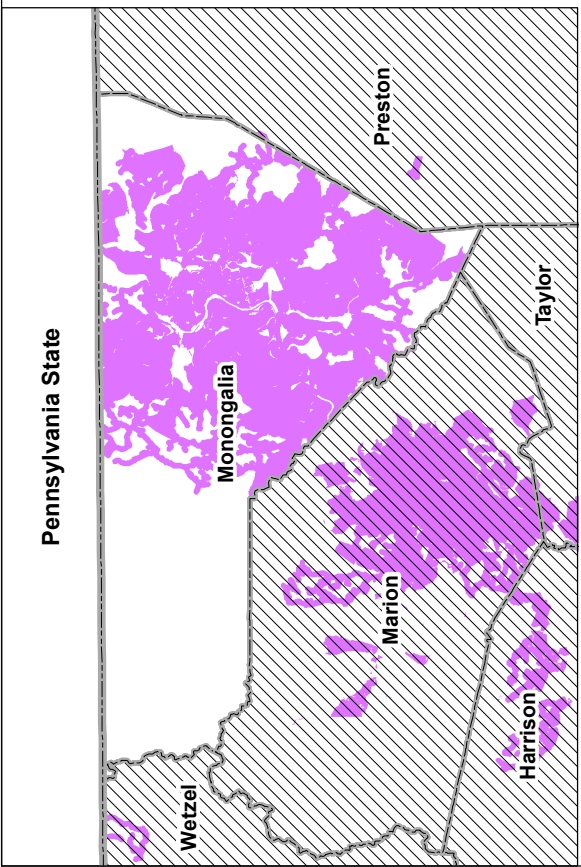 Pennsylvania State
Wetzel
Monongalia
Preston
Marion
Harrison
Taylor